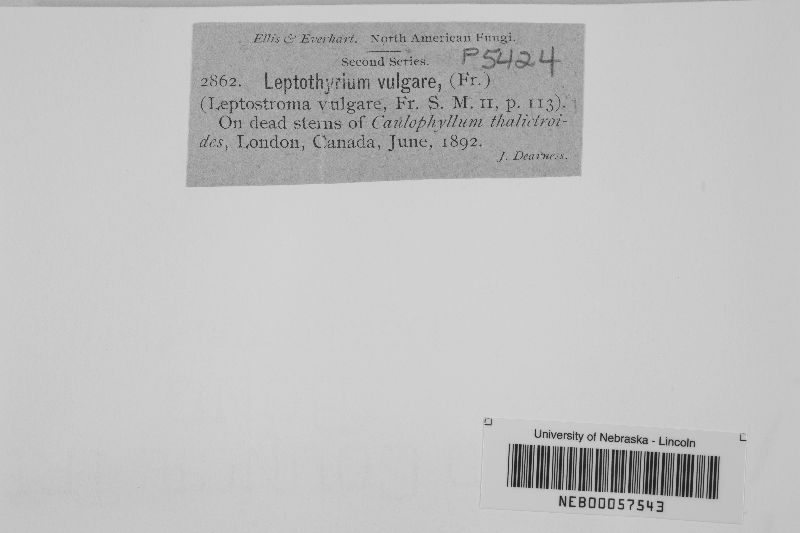 Ellis & Everhart. North American Fungi.
Second Series.
P5424
2862. Leptothyrium vulgare, (Fr.)
(Leptostroma vulgare, Fr. S. M. II, p. 113).
On dead stems of Caulophyllum thalictroi-
des, London, Canada, June, 1892.
J. Dearness.
University of Nebraska - Lincoln
NEB00057543